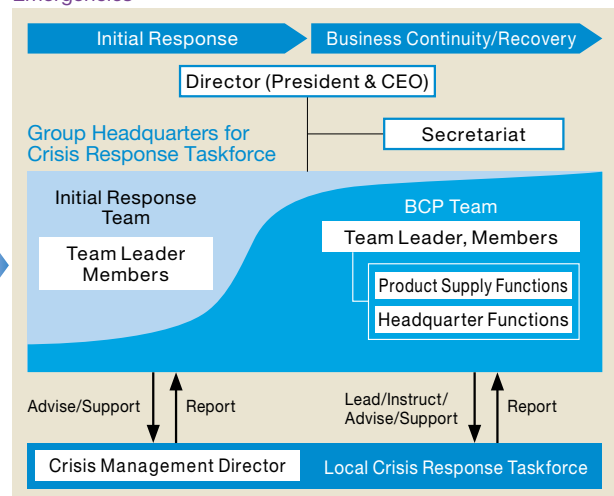 Emergencies
Initial Response
Business Continuity/Recovery
Director (President & CEO)
Group Headquarters for
Crisis Response Taskforce
Secretariat
Initial Response
Team
Team Leader
Members
BCP Team
Team Leader, Members
Product Supply Functions
Headquarter Functions
Advise/Support
Report
Lead/Instruct/
Advise/Support
Report
Crisis Management Director
Local Crisis Response Taskforce